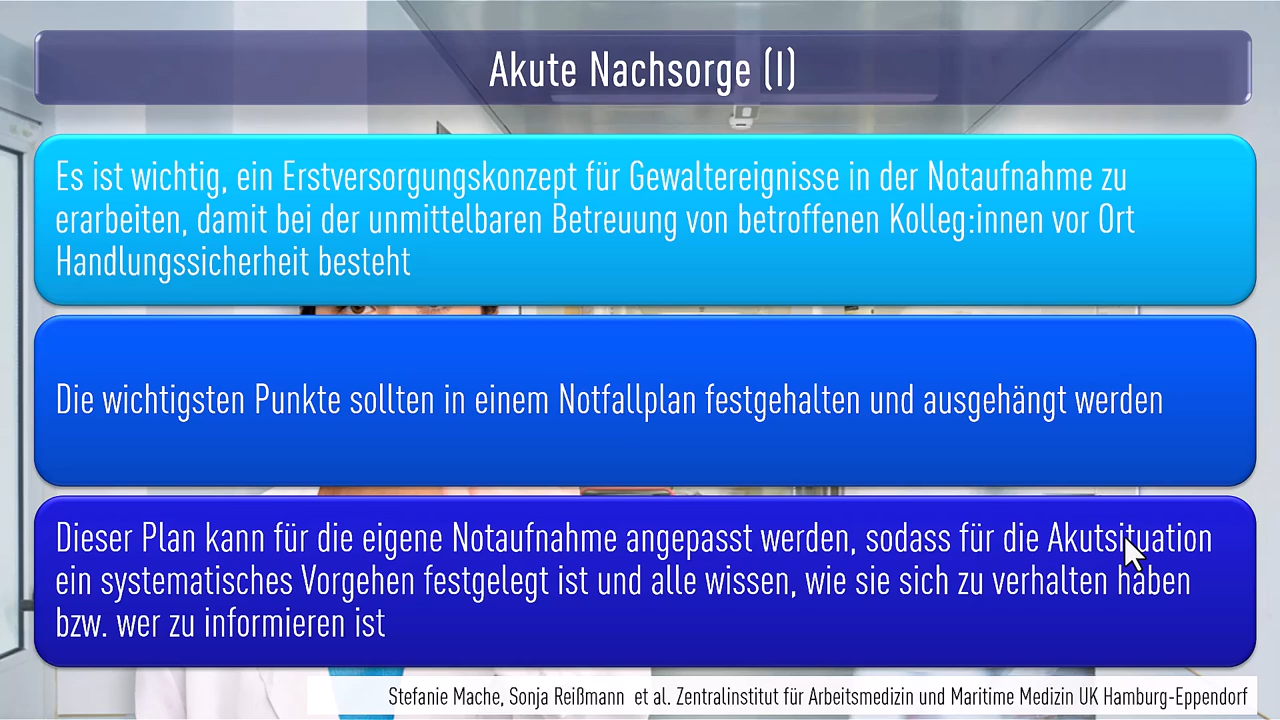 Akute Nachsorge (I)
Es ist wichtig, ein Erstversorgungskonzept für Gewaltereignisse in der Notaufnahme zu
erarbeiten, damit bei der unmittelbaren Betreuung von betroffenen Kolleg:innen vor Ort
Handlungssicherheit besteht
Die wichtigsten Punkte sollten in einem Notfallplan festgehalten und ausgehängt werden
Dieser Plan kann für die eigene Notaufnahme angepasst werden, sodass für die Akutsituation
ein systematisches Vorgehen festgelegt ist und alle wissen, wie sie sich zu verhalten haben
bzw. wer zu informieren ist
Stefanie Mache, Sonja Reißmann et al. Zentralinstitut für Arbeitsmedizin und Maritime Medizin UK Hamburg-Eppendorf